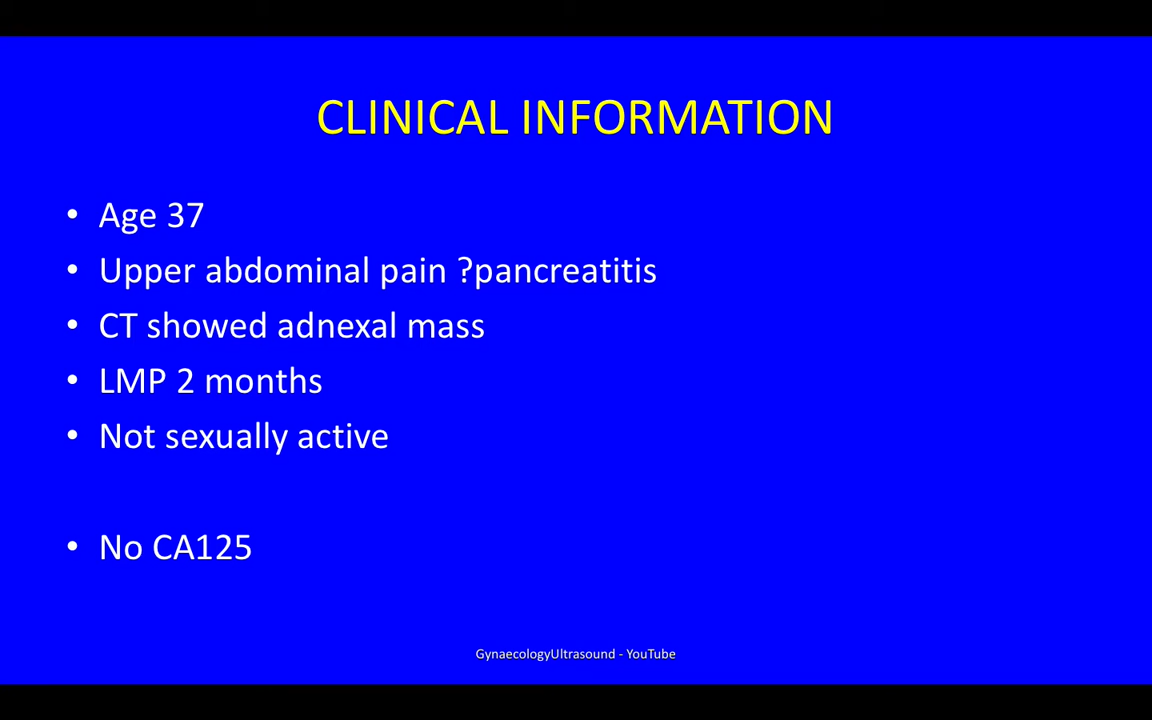 CLINICAL INFORMATION
• Age 37
• Upper abdominal pain ?pancreatitis
• CT showed adnexal mass
• LMP 2 months
• Not sexually active
• No CA125
GynaecologyUltrasound - YouTube